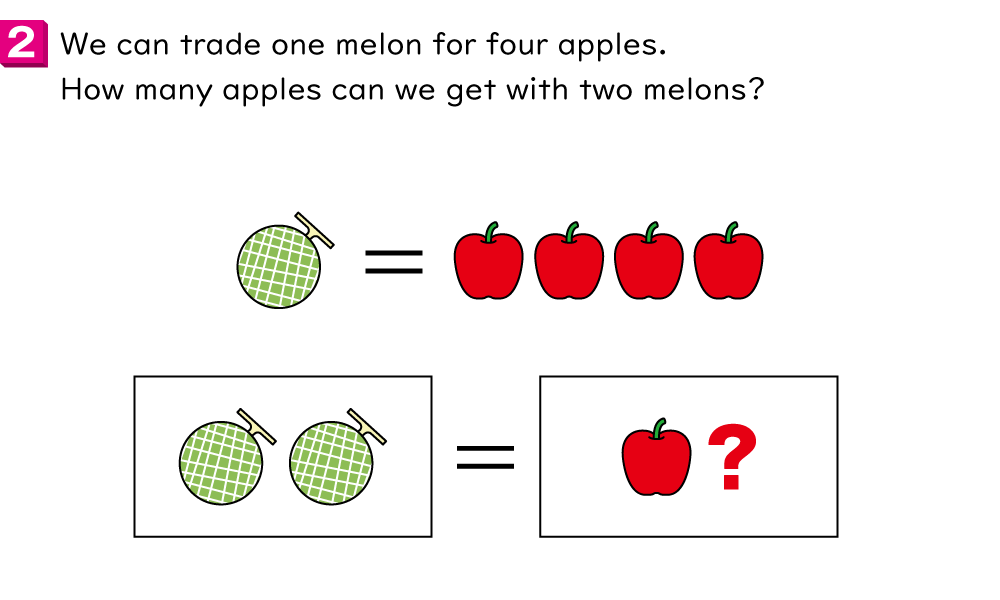 2 We can trade one melon for four apples.
How many apples can we get with two melons?
=
= ?